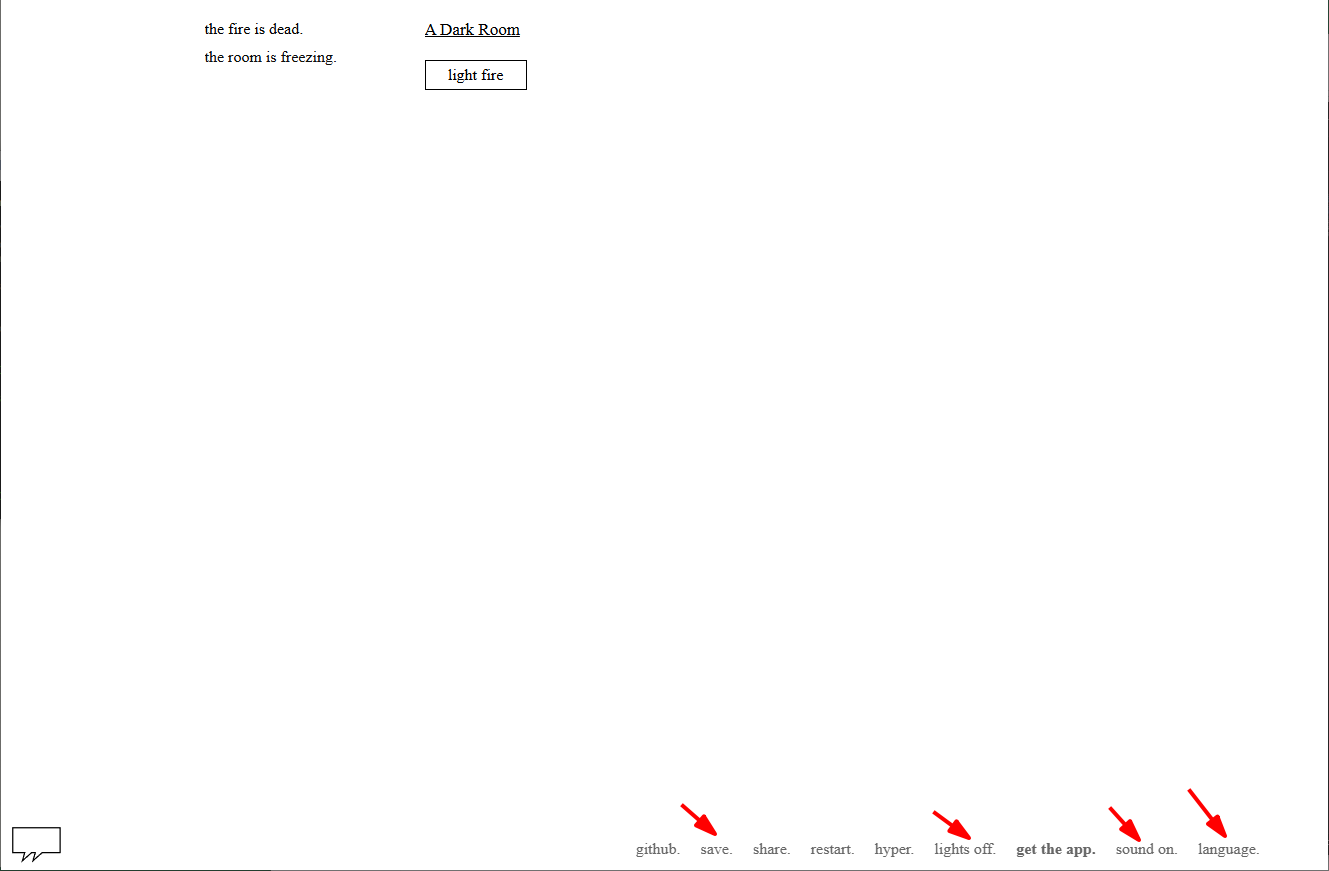 the fire is dead.
the room is freezing.
A Dark Room
light fire
github. save. share. restart. hyper. lights off. get the app. sound on. language.